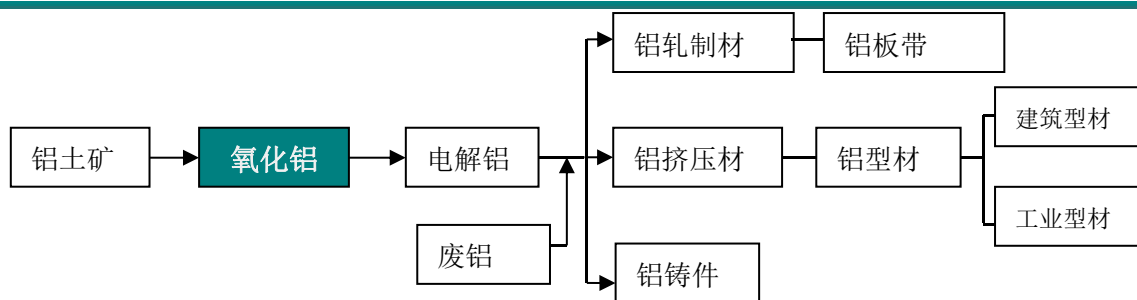 铝轧制材
铝板带
建筑型材
铝土矿
氧化铝
电解铝
铝挤压材
铝型材
工业型材
废铝
铝铸件